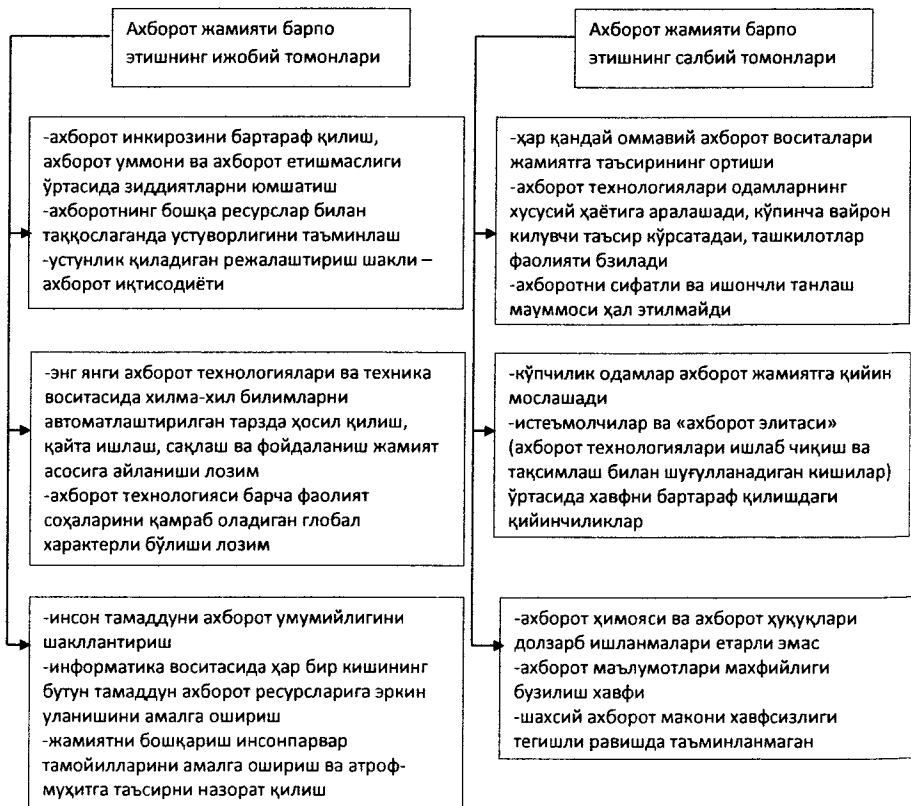 Ахборот жамияти барпо
этишнинг ижобий томонлари
-ахборот инкирозини бартараф қилиш,
ахборот уммони ва ахборот етишмаслиги
ўртасида зиддиятларни юмшатиш
-ахборотнинг бошқа ресурслар билан
таққослаганда устуворлигини таъминлаш
-устунлик қиладиган режалаштириш шакли –
ахборот иқтисодиёти
-энг янги ахборот технологиялари ва техника
воситасида хилма-хил билимларни
автоматлаштирилган тарзда ҳосил қилиш,
қайта ишлаш, сақлаш ва фойдаланиш жамият
асосига айланиши лозим
-ахборот технологияси барча фаолият
соҳаларини қамраб оладиган глобал
характерли бўлиши лозим
-инсон тамаддуни ахборот умумийлигини
шакллантириш
-информатика воситасида ҳар бир кишининг
бутун тамаддун ахборот ресурсларига эркин
уланишини амалга ошириш
-жамиятни бошқариш инсонпарвар
тамойилларини амалга ошириш ва атроф-
муҳитга таъсирни назорат қилиш
Ахборот жамияти барпо
этишнинг салбий томонлари
-ҳар қандай оммавий ахборот воситалари
жамиятга таъсирининг ортиши
-ахборот технологиялари одамларнинг
хусусий ҳаётига аралашади, кўпинча вайрон
килувчи таъсир кўрсатадаи, ташкилотлар
фаолияти бзилади
-ахборотни сифатли ва ишончли танлаш
мауммоси ҳал этилмайди
-кўпчилик одамлар ахборот жамиятга қийин
мослашади
-истеъмолчилар ва «ахборот элитаси»
(ахборот технологиялари ишлаб чиқиш ва
тақсимлаш билан шуғулланадиган кишилар)
ўртасида хавфни бартараф қилишдаги
қийинчиликлар
-ахборот ҳимояси ва ахборот ҳуқуқлари
долзарб ишланмалари етарли эмас
-ахборот маълумотлари махфийлиги
бузилиш хавфи
-шахсий ахборот макони хавфсизлиги
тегишли равишда таъминланмаган